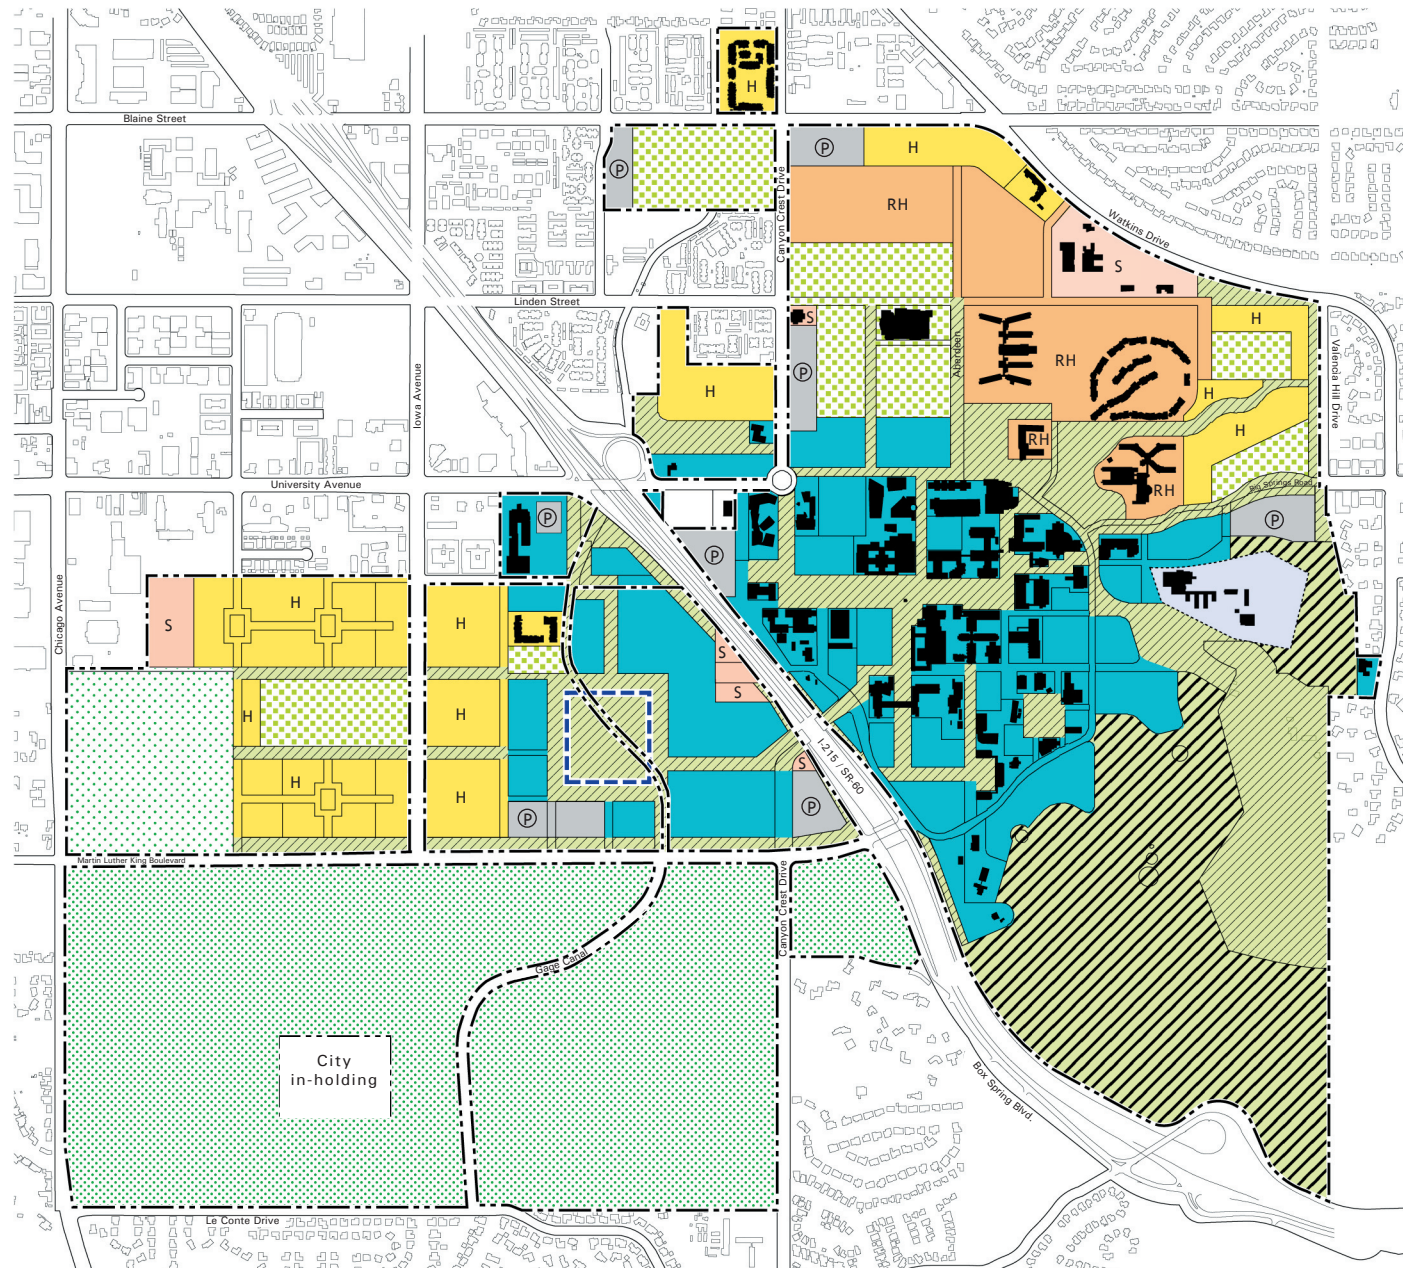 H
Blaine Street
P
P
H
Canyon Crest Drive
RH
Watkins Drive
S
Linden Street
S
H
Aberdeen
RH
Valencia Hill Drive
P
Iowa Avenue
H
H
H
RH
University Avenue
RH
Big Springs Road
P
P
P
Chicago Avenue
H
S
H
S
S
H
H
I-215 / SR-60
S
H
H
P
P
Martin Luther King Boulevard
Canyon Crest Drive
Gage Canal
City
in-holding
Box Spring Blvd.
Le Conte Drive